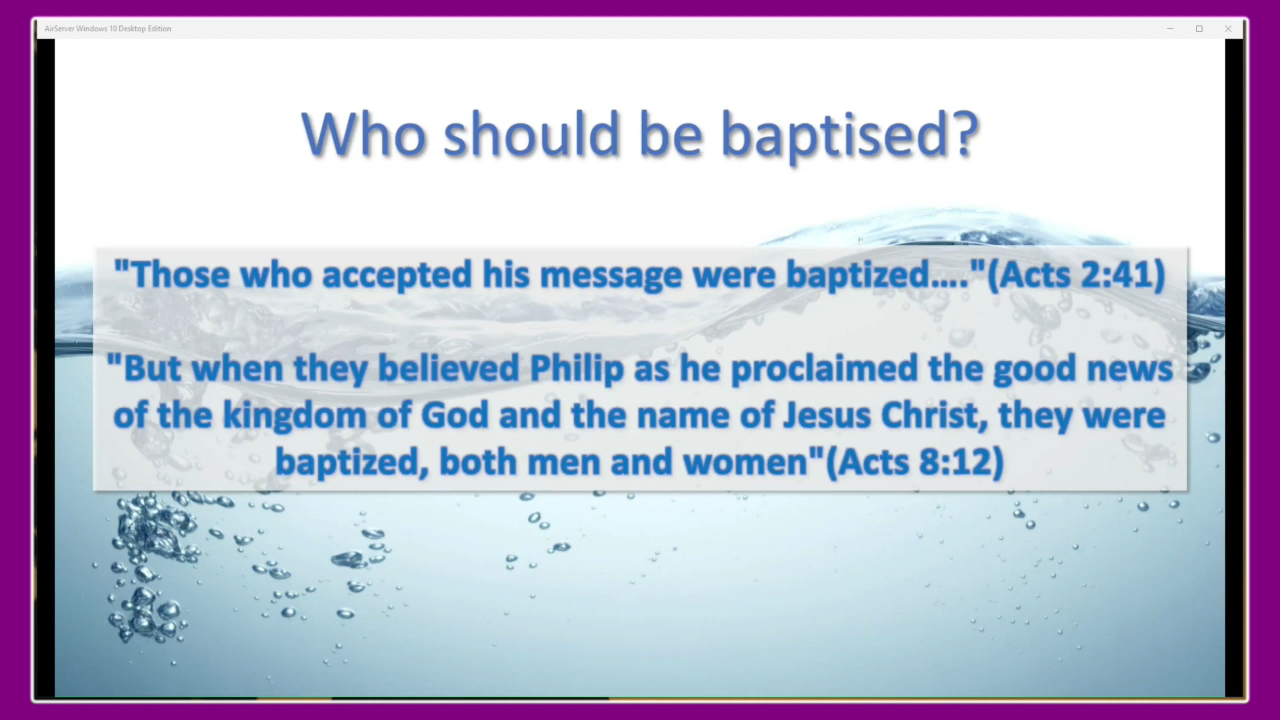 AirServer Windows 10 Desktop Edition
Who should be baptised?
"Those who accepted his message were baptized...."(Acts 2:41)
"But when they believed Philip as he proclaimed the good news
of the kingdom of God and the name of Jesus Christ, they were
baptized, both men and women"(Acts 8:12)